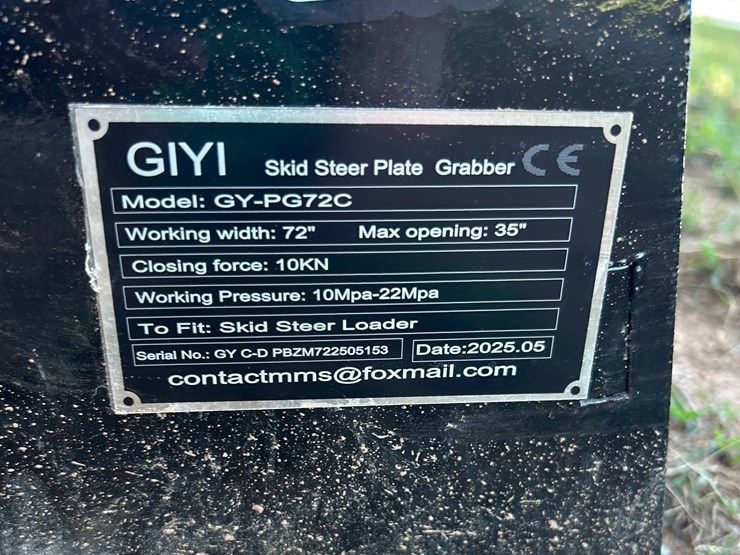 GIYI Skid Steer Plate Grabber CE
Model: GY-PG72C
Working width: 72" Max opening: 35"
Closing force: 10KN
Working Pressure: 10Mpa-22Mpa
To Fit: Skid Steer Loader
Serial No.: GY C-D PBZM722505153 Date:2025.05
contactmms@foxmail.com